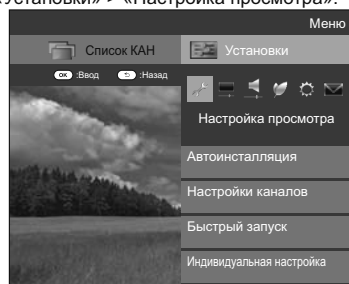 «Установки» > «Настройка просмотра».
Меню
Список КАН
Установки
OK :Ввод :Назад
Настройка просмотра
Автоинсталляция
Настройки каналов
Быстрый запуск
Индивидуальная настройка